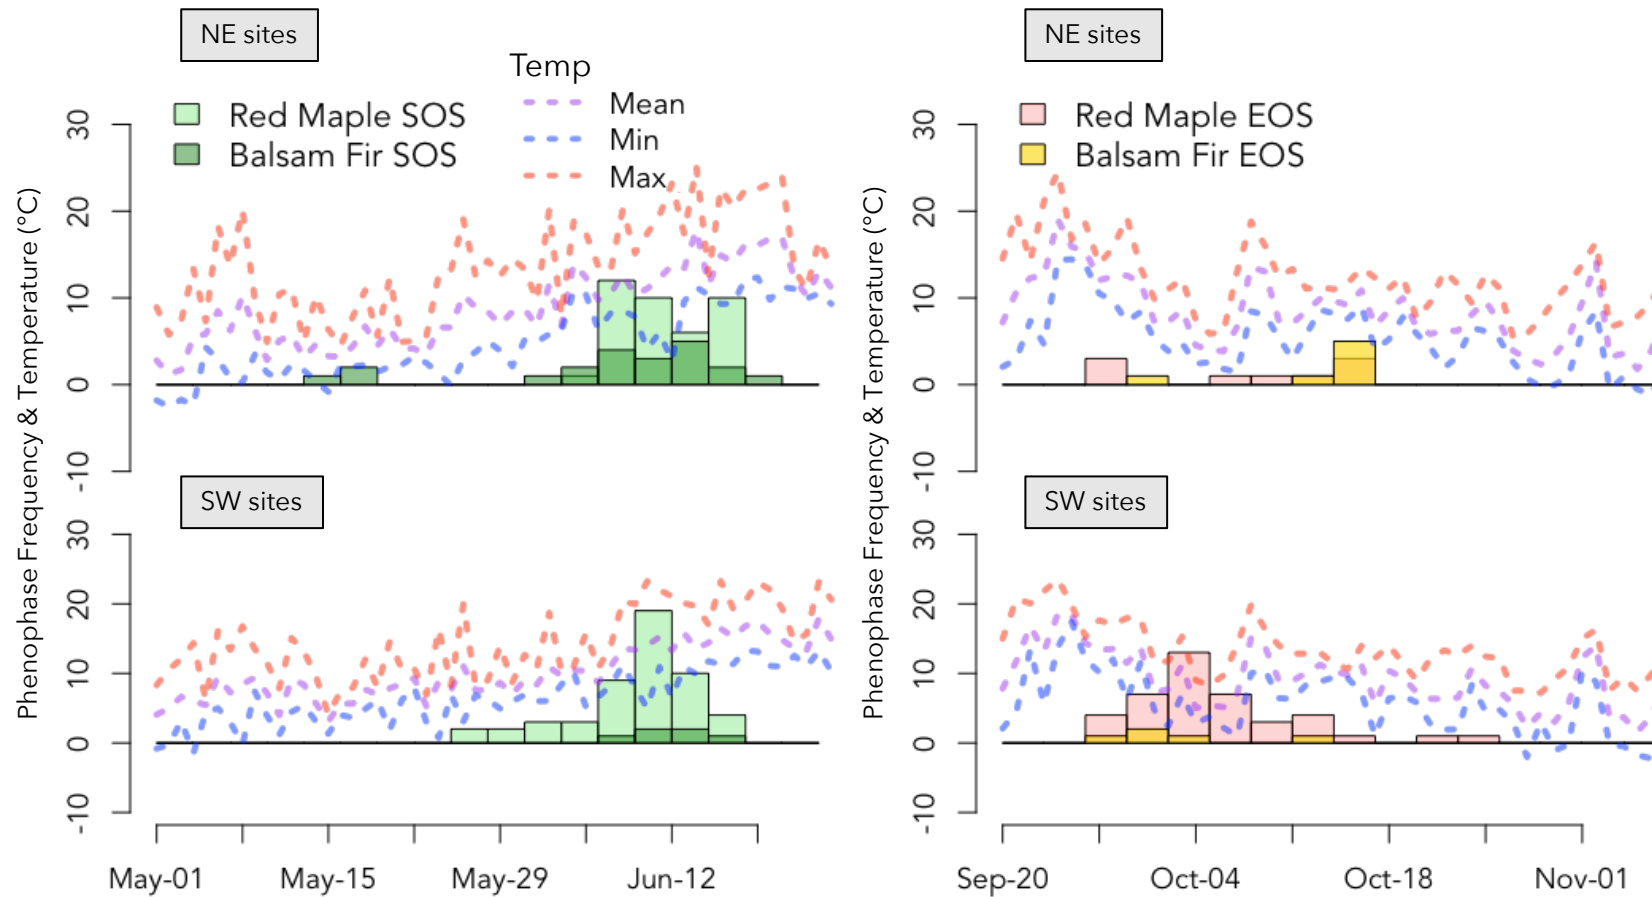 NE sites
Temp
Red Maple SOS
Balsam Fir SOS
Mean
Min
Max
30
20
10
0
-10
Phenophase Frequency & Temperature (°C)
NE sites
Red Maple EOS
Balsam Fir EOS
30
20
10
0
-10
Phenophase Frequency & Temperature (°C)
SW sites
30
20
10
0
-10
May-01 May-15 May-29 Jun-12
SW sites
30
20
10
0
-10
Sep-20 Oct-04 Oct-18 Nov-01